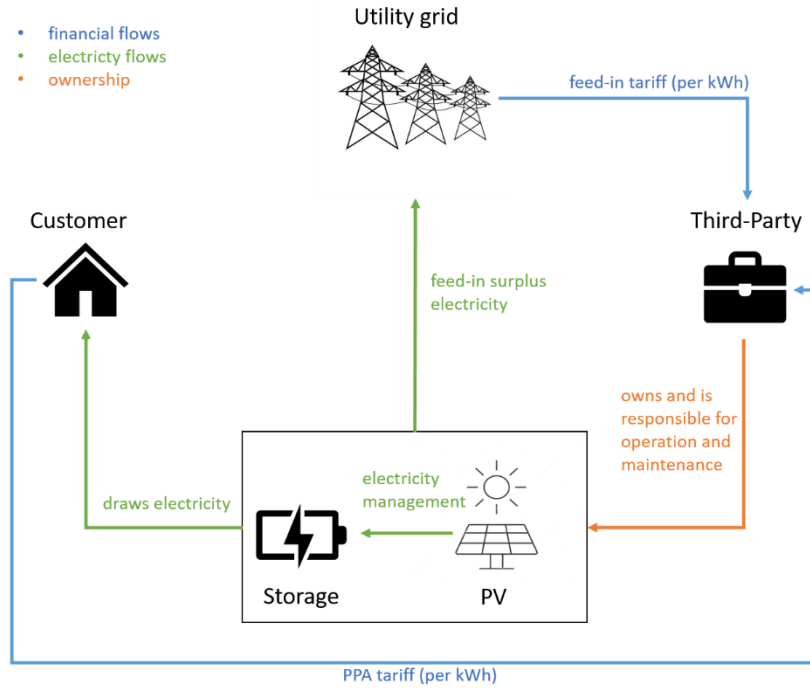 Utility grid
• financial flows
• electricty flows
• ownership
feed-in tariff (per kWh)
Customer
Third-Party
feed-in surplus
electricity
owns and is
responsible for
operation and
maintenance
electricity
management
draws electricity
Storage
PV
PPA tariff (per kWh)